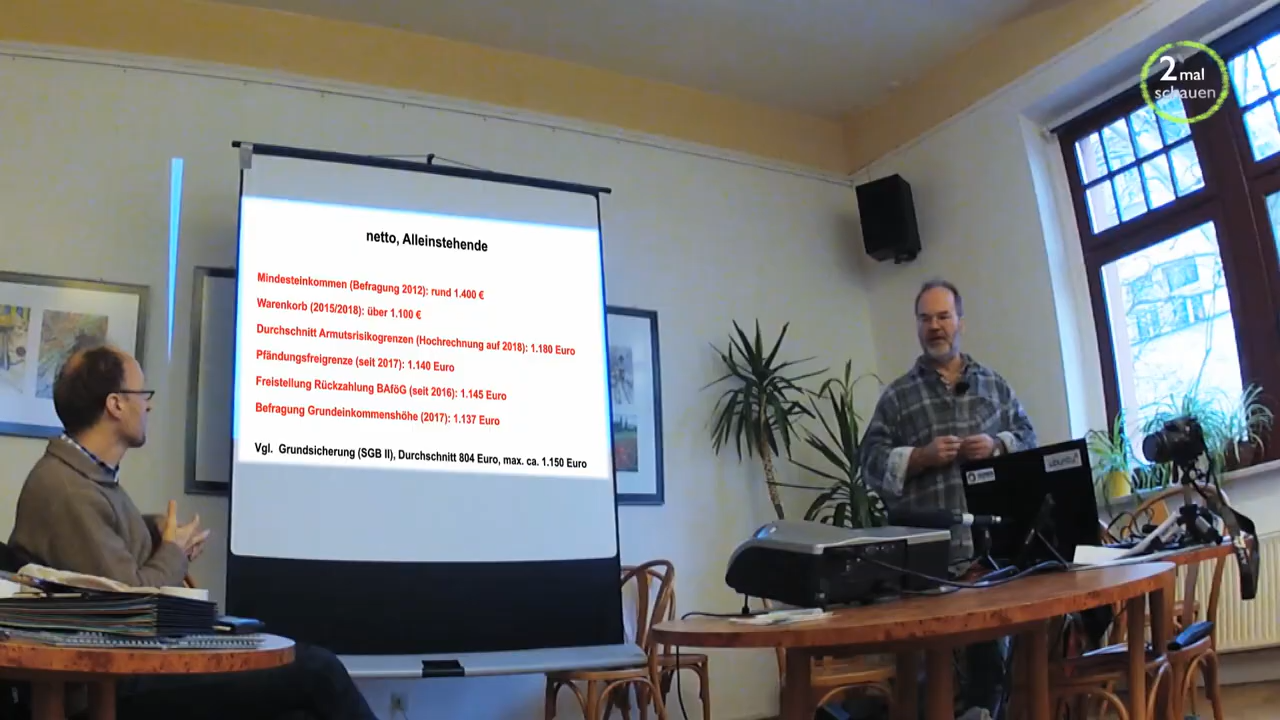 2mal
schauen
netto, Alleinstehende
Mindesteinkommen (Befragung 2012): rund 1.400 €
Warenkorb (2015/2018): über 1.100 €
Durchschnitt Armutsrisikogrenzen (Hochrechnung auf 2018): 1.180 Euro
Pfändungsfreigrenze (seit 2017): 1.140 Euro
Freistellung Rückzahlung BAföG (seit 2016): 1.145 Euro
Befragung Grundeinkommenshöhe (2017): 1.137 Euro
Vgl. Grundsicherung (SGB II), Durchschnitt 804 Euro, max. ca. 1.150 Euro
ubuntu